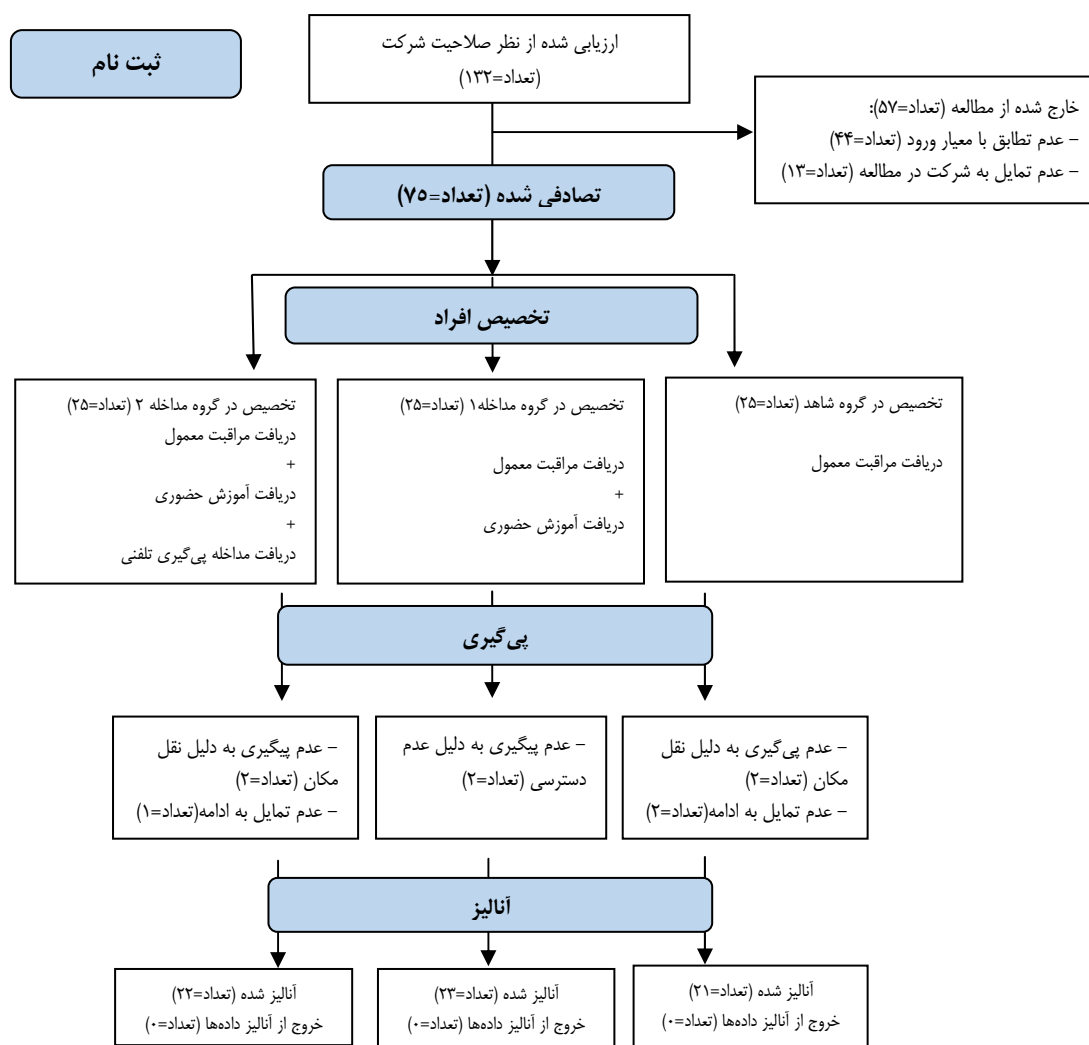 ثبت نام
ارزیابی شده از نظر صلاحیت شرکت
(تعداد=۱۳۲)
خارج شده از مطالعه (تعداد=۵۷):
– عدم تطابق با معیار ورود (تعداد=۴۴)
– عدم تمایل به شرکت در مطالعه (تعداد=۱۳)
تصادفی شده (تعداد=۷۵)
تخصیص افراد
تخصیص در گروه شاهد (تعداد=۲۵)
دریافت مراقبت معمول
تخصیص در گروه مداخله۱ (تعداد=۲۵)
دریافت مراقبت معمول
+
دریافت آموزش حضوری
تخصیص در گروه مداخله ۲ (تعداد=۲۵)
دریافت مراقبت معمول
+
دریافت آموزش حضوری
+
دریافت مداخله پی‌گیری تلفنی
پی‌گیری
– عدم پی‌گیری به دلیل نقل
مکان (تعداد=۲)
– عدم تمایل به ادامه(تعداد=۲)
– عدم پیگیری به دلیل عدم
دسترسی (تعداد=۲)
– عدم پیگیری به دلیل نقل
مکان (تعداد=۲)
– عدم تمایل به ادامه(تعداد=۱)
آنالیز
آنالیز شده (تعداد=۲۱)
خروج از آنالیز داده‌ها (تعداد=۰)
آنالیز شده (تعداد=۲۳)
خروج از آنالیز داده‌ها (تعداد=۰)
آنالیز شده (تعداد=۲۲)
خروج از آنالیز داده‌ها (تعداد=۰)